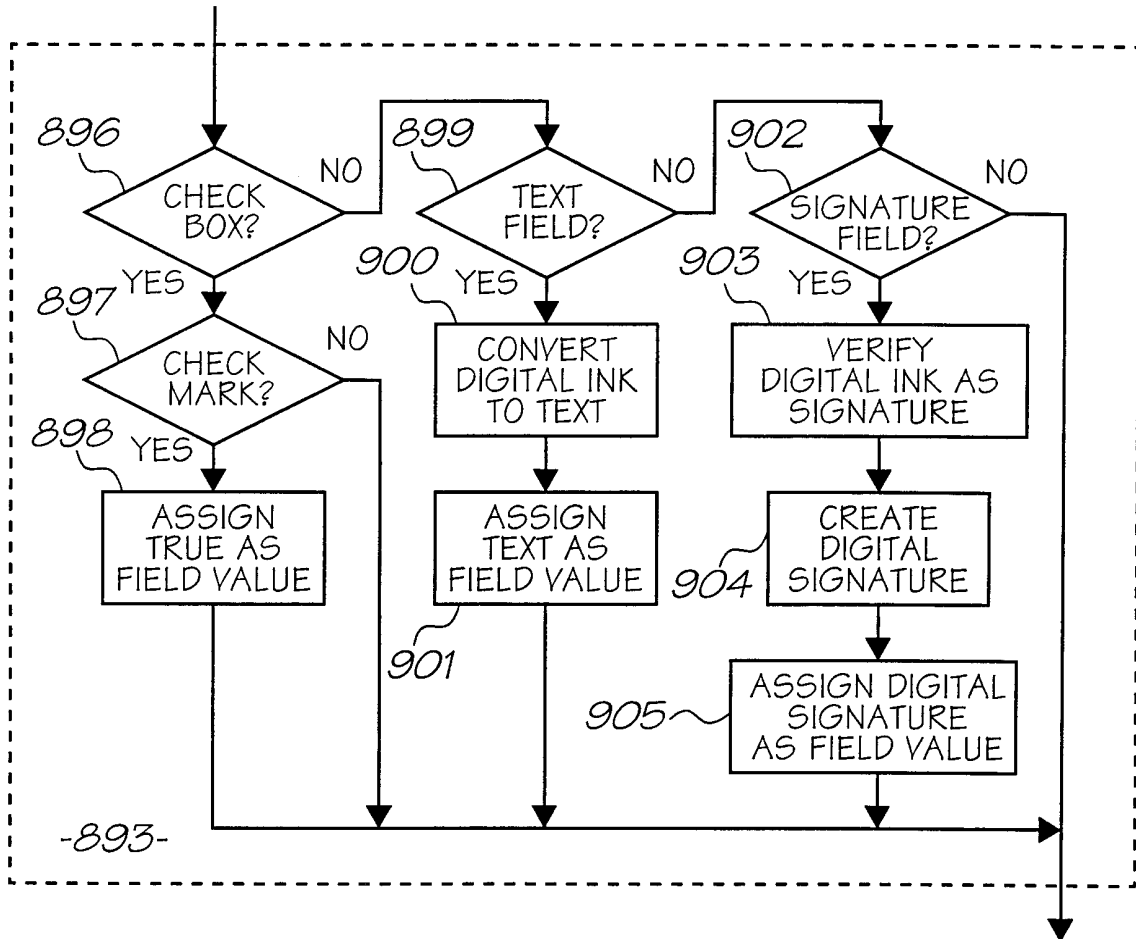 896
CHECK
BOX?
NO
YES
899
TEXT
FIELD?
NO
YES
902
SIGNATURE
FIELD?
NO
YES
897
CHECK
MARK?
NO
YES
900
CONVERT
DIGITAL INK
TO TEXT
903
VERIFY
DIGITAL INK AS
SIGNATURE
898
ASSIGN
TRUE AS
FIELD VALUE
ASSIGN
TEXT AS
FIELD VALUE
901
CREATE
DIGITAL
SIGNATURE
904
ASSIGN DIGITAL
SIGNATURE
AS FIELD VALUE
905
-893-